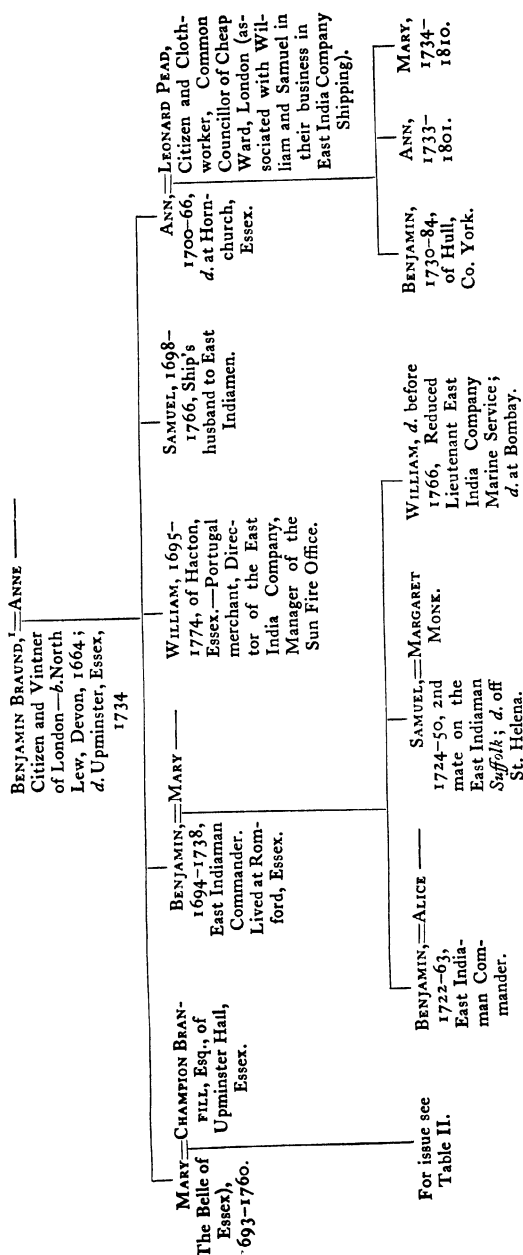 BENJAMIN BRAUND,¹=ANNE ——
Citizen and Vintner
of London—b. North
Lew, Devon, 1664;
d. Upminster, Essex,
1734
MARY=CHAMPION BRAN-
The Belle of
Essex),
1693–1760.
FILL, Esq., of
Upminster Hall,
Essex.
BENJAMIN,=MARY ——
1694–1738,
East Indiaman
Commander.
Lived at Rom-
ford, Essex.
WILLIAM, 1695–
1774, of Hacton,
Essex.—Portugal
merchant, Direc-
tor of the East
India Company,
Manager of the
Sun Fire Office.
SAMUEL, 1698–
1766, Ship's
husband to East
Indiamen.
ANN,=LEONARD PEAD,
1700–66,
d. at Horn-
church,
Essex.
Citizen and Cloth-
worker, Common
Councillor of Cheap
Ward, London (as-
sociated with Wil-
liam and Samuel in
their business in
East India Company
Shipping).
For issue see
Table II.
BENJAMIN,=ALICE ——
1722–63,
East India-
man Com-
mander.
SAMUEL,=MARGARET
MONK.
1724–50, 2nd
mate on the
East Indiaman
Suffolk; d. off
St. Helena.
WILLIAM, d. before
1766, Reduced
Lieutenant East
India Company
Marine Service;
d. at Bombay.
BENJAMIN,
1730–84,
of Hull,
Co. York.
ANN,
1733–
1801.
MARY,
1734–
1810.